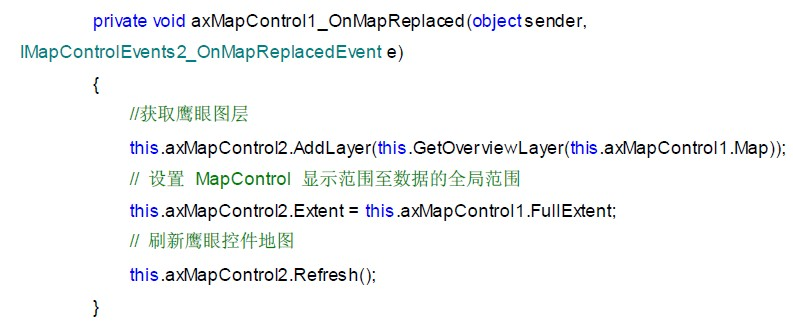 private void axMapControl1_OnMapReplaced(object sender,
IMapControlEvents2_OnMapReplacedEvent e)
{
//获取鹰眼图层
this.axMapControl2.AddLayer(this.GetOverviewLayer(this.axMapControl1.Map));
// 设置 MapControl 显示范围至数据的全局范围
this.axMapControl2.Extent = this.axMapControl1.FullExtent;
// 刷新鹰眼控件地图
this.axMapControl2.Refresh();
}